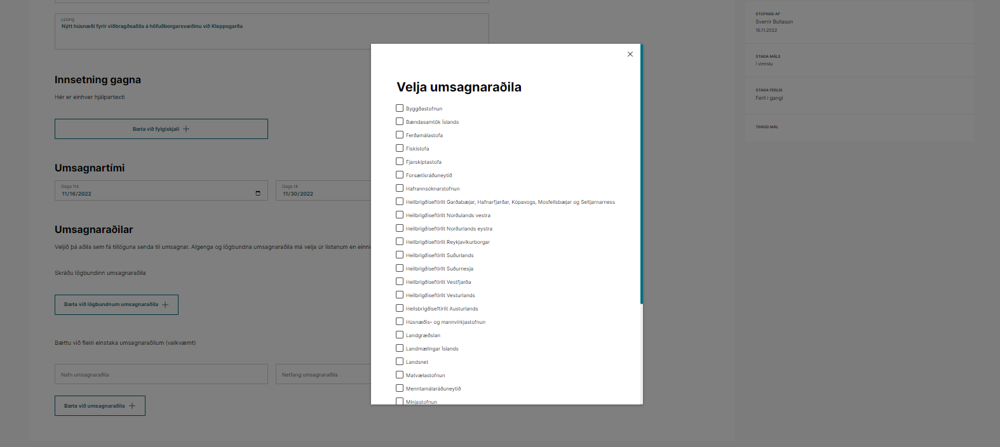 Lýsing
Nýtt húsnæði fyrir viðbragðsaðila á höfuðborgarsvæðinu við Kleppsgarða
Innsetning gagna
Hér er einhver hjálpartexti
Bæta við fylgiskjali
Umsagnartími
Dags frá
11/16/2022
Dags til
11/30/2022
Umsagnaraðilar
Veljið þá aðila sem fá tillöguna senda til umsagnar. Algenga og lögbundna umsagnaraðila má velja úr listanum en
Skráðu lögbundinn umsagnaraðila
Bæta við lögbundnum umsagnaraðila
Bættu við fleiri einstaka umsagnaraðilum (valkvæmt)
Nafn umsagnaraðila
Netfang umsagnaraðila
Bæta við umsagnaraðila
Velja umsagnaraðila
Byggðastofnun
Bændasamtök Íslands
Ferðamálastofa
Fiskistofa
Fjarskiptastofa
Forsætisráðuneytið
Hafrannsóknarstofnun
Heilbrigðiseftirlit Garðabæjar, Hafnarfjarðar, Kópavogs, Mosfellsbæjar og Seltjarnarness
Heilbrigðiseftirlit Norðulands vestra
Heilbrigðiseftirlit Norðurlands eystra
Heilbrigðiseftirlit Reykjavíkurborgar
Heilbrigðiseftirlit Suðurlands
Heilbrigðiseftirlit Suðurnesja
Heilbrigðiseftirlit Vestfjarða
Heilbrigðiseftirlit Vesturlands
Heilsbrigðiseftirlit Austurlands
Húsnæðis- og mannvirkjastofnun
Landgræðslan
Landmælingar Íslands
Landsnet
Matvælastofnun
Menntamálaráðuneytið
Minjastofnun
STOFNAÐ AF
Sverrir Bollason
16.11.2022
STAÐA MÁLS
Í vinnslu
STAÐA FERLIS
Ferli í gangi
TENGD MÁL